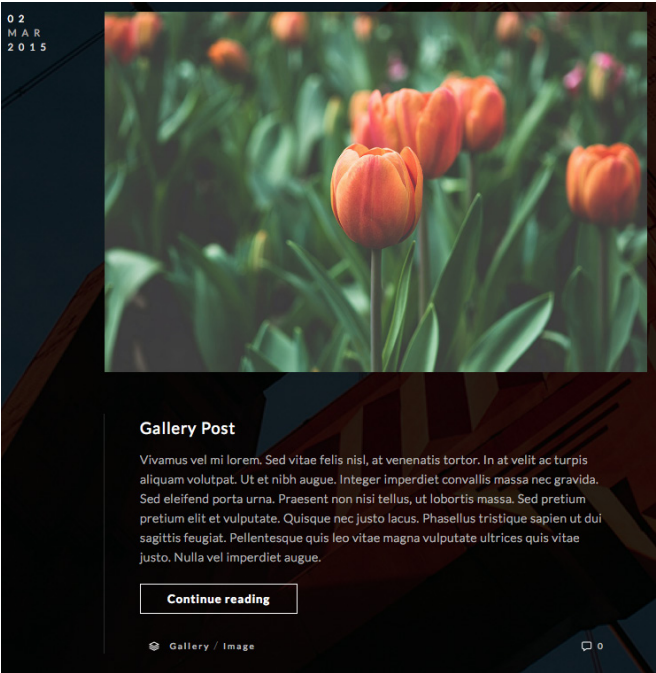 02
MAR
2015
Gallery Post
Vivamus vel mi lorem. Sed vitae felis nisl, at venenatis tortor. In at velit ac turpis
aliquam volutpat. Ut et nibh augue. Integer imperdiet convallis massa nec gravida.
Sed eleifend porta urna. Praesent non nisi tellus, ut lobortis massa. Sed pretium
pretium elit et vulputate. Quisque nec justo lacus. Phasellus tristique sapien ut dui
sagittis feugiat. Pellentesque quis leo vitae magna vulputate ultrices quis vitae
justo. Nulla vel imperdiet augue.
Continue reading
Gallery / Image 0